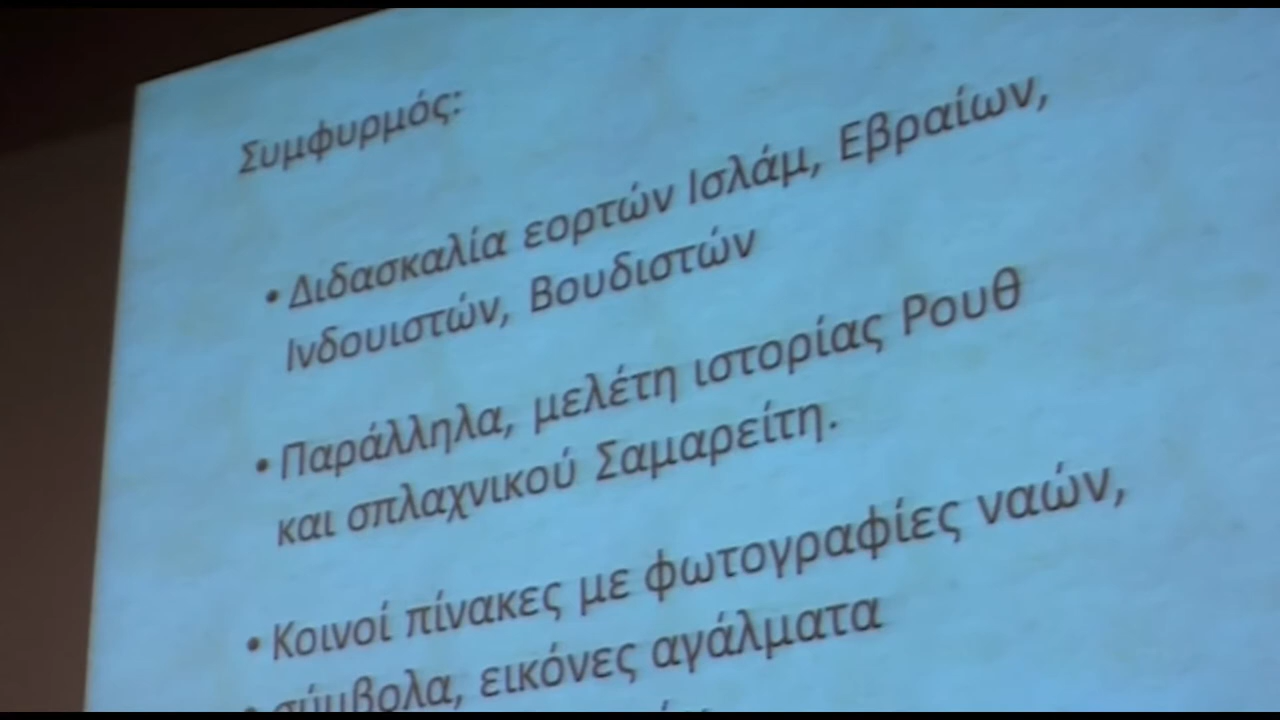 Συμφυρμός:
• Διδασκαλία εορτών Ισλάμ, Εβραίων,
Ινδουιστών, Βουδιστών
• Παράλληλα, μελέτη ιστορίας Ρουθ
και σπλαχνικού Σαμαρείτη.
• Κοινοί πίνακες με φωτογραφίες ναών,
• σύμβολα, εικόνες αγάλματα